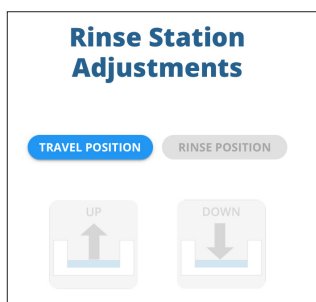 Rinse Station
Adjustments
TRAVEL POSITION RINSE POSITION
UP DOWN